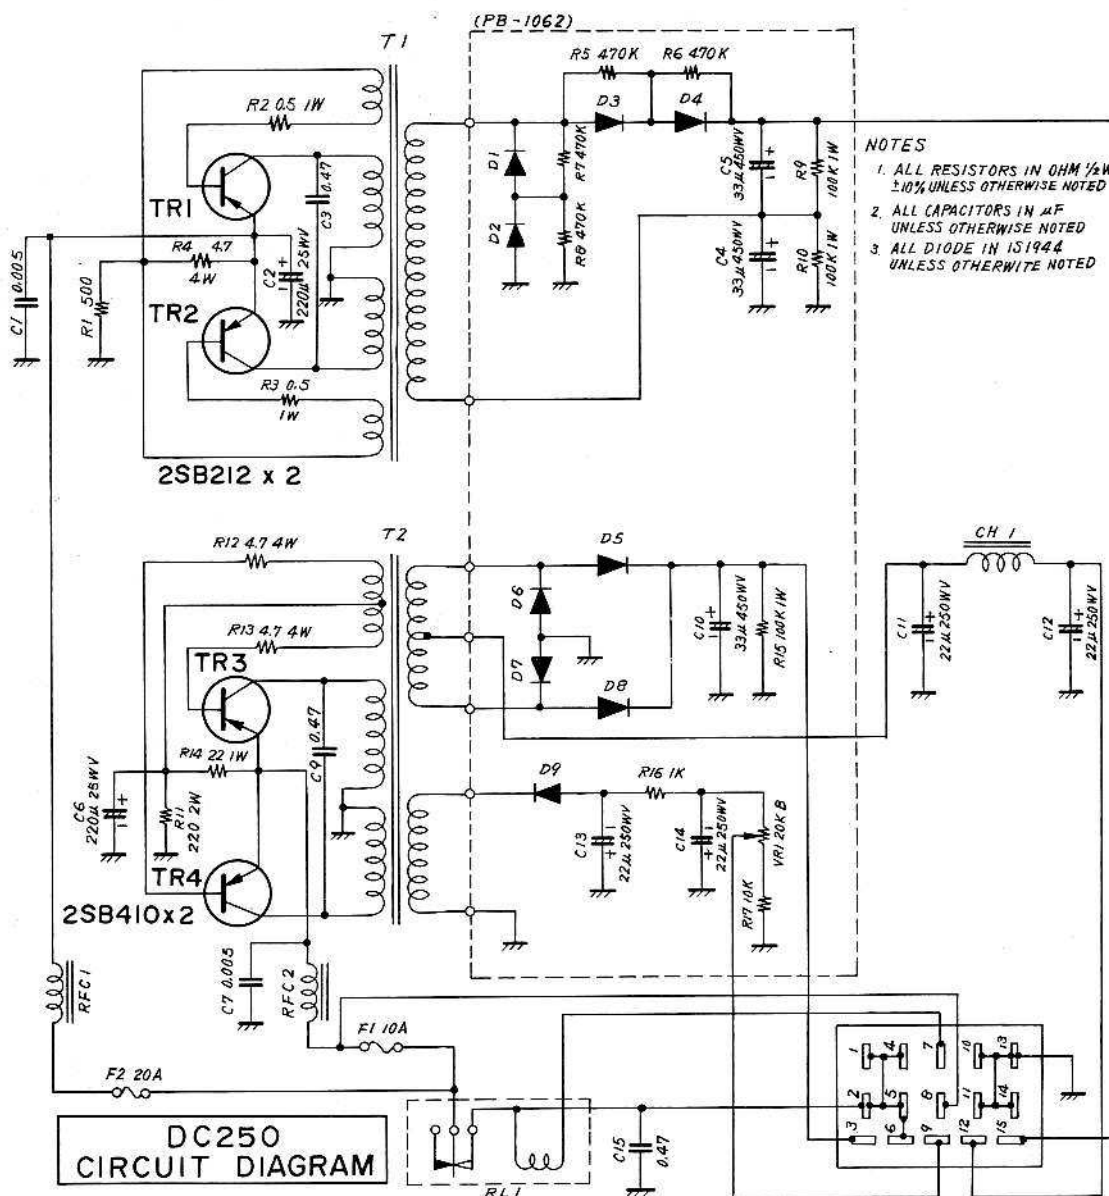 (PB-1062)
T1
R5 470K
R6 470K
R2 0.5 1W
D3
D4
D1
R7 470K
C5
33μ 450WV
R9
100K 1W
NOTES
1. ALL RESISTORS IN OHM ½W
±10% UNLESS OTHERWISE NOTED
2. ALL CAPACITORS IN μF
UNLESS OTHERWISE NOTED
3. ALL DIODE IN 1S1944
UNLESS OTHERWITE NOTED
C3 0.47
TR1
R4 4.7
4W
C2
220μ 25WV
D2
R8 470K
C4
33μ 450WV
R10
100K 1W
C1 0.005
R1 500
TR2
R3 0.5
1W
2SB212 x 2
T2
R12 4.7 4W
D5
CH 1
D6
C10
33μ 450WV
R15 100K 1W
C11
22μ 250WV
C12
22μ 250WV
R13 4.7 4W
TR3
D7
D8
C9 0.47
R14 22 1W
D9
R16 1K
C6
220μ 25WV
R11
220 2W
C13
22μ 250WV
C14
22μ 250WV
VR1 20K B
R17 10K
TR4
2SB410x2
C7 0.005
RFC1
RFC2
F1 10A
F2 20A
1
4
7
10
13
2
5
8
11
14
3
6
9
12
15
C15
0.47
RL1
DC250
CIRCUIT DIAGRAM